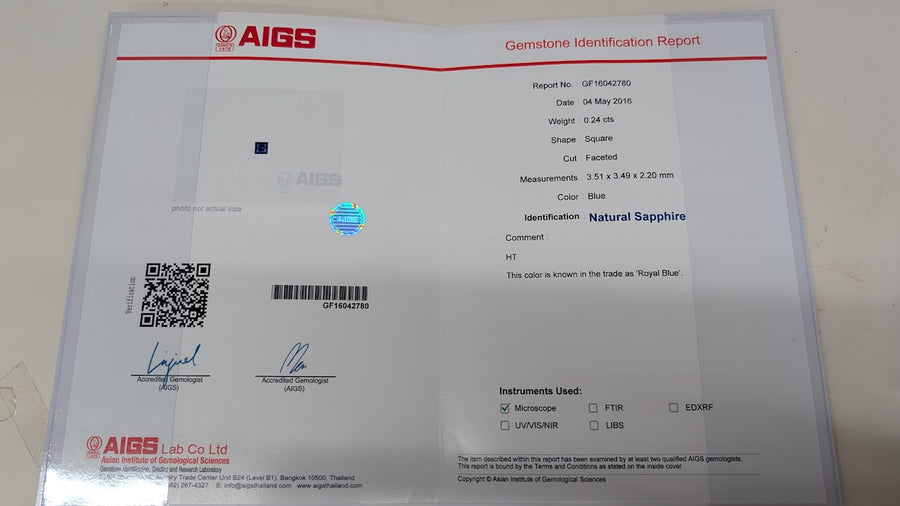 AIGS
SINCE 1978
Gemstone Identification Report
AIGS
photo not actual size
Verification
GF16042780
Accredited Gemologist
(AIGS)
Accredited Gemologist
(AIGS)
AIGS Lab Co Ltd
Asian Institute of Gemological Sciences
Gemstone Identification, Grading and Research Laboratory
Trade Center Unit B24 (Level B1), Bangkok 10500, Thailand
267-4327 E: info@aigsthailand.com www.aigsthailand.com
Report No. : GF16042780
Date : 04 May 2016
Weight : 0.24 cts
Shape : Square
Cut : Faceted
Measurements : 3.51 x 3.49 x 2.20 mm
Color : Blue
Identification : Natural Sapphire
Comment :
HT
This color is known in the trade as 'Royal Blue'.
Instruments Used:
Microscope FTIR EDXRF
UV/VIS/NIR LIBS
The item described within this report has been examined by at least two qualified AIGS gemologists.
This report is bound by the Terms and Conditions as stated on the inside cover.
Copyright © Asian Institute of Gemological Sciences